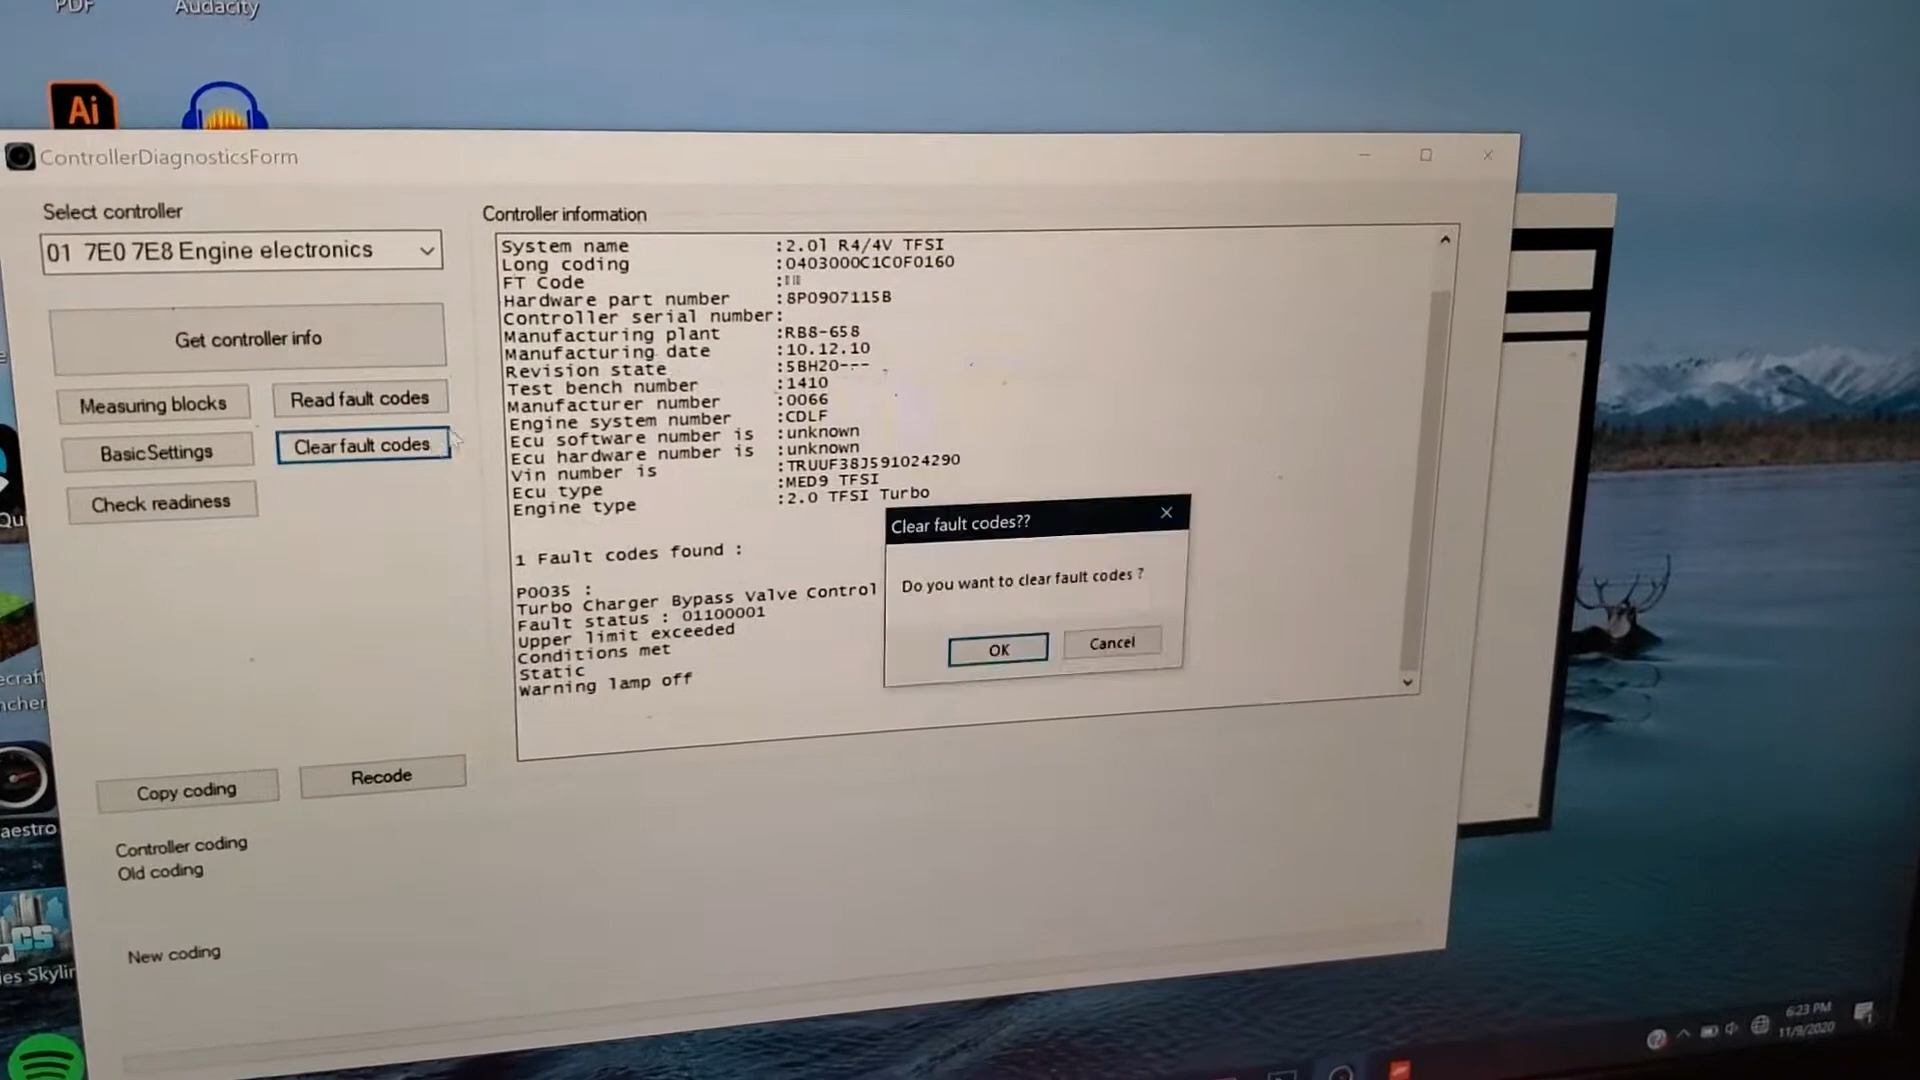 PDF
Audacity
Ai
ControllerDiagnosticsForm
Select controller
01 7E0 7E8 Engine electronics
Get controller info
Measuring blocks
Read fault codes
BasicSettings
Clear fault codes
Check readiness
Copy coding
Recode
Controller coding
Old coding
New coding
Controller information
System name :2.0l R4/4V TFSI
Long coding :0403000C1C0F0160
FT Code :
Hardware part number :8P0907115B
Controller serial number:
Manufacturing plant :RB8-658
Manufacturing date :10.12.10
Revision state :5BH20---
Test bench number :1410
Manufacturer number :0066
Engine system number :CDLF
Ecu software number is :unknown
Ecu hardware number is :unknown
Vin number is :TRUUF38J591024290
Ecu type :MED9 TFSI
Engine type :2.0 TFSI Turbo
1 Fault codes found :
P0035 :
Turbo Charger Bypass Valve Control
Fault status : 01100001
Upper limit exceeded
Conditions met
Static
Warning lamp off
Clear fault codes??
Do you want to clear fault codes ?
OK
Cancel
Qu
ecraft
ncher
aestro
CS
ies Skylin
6:23 PM
11/9/2020